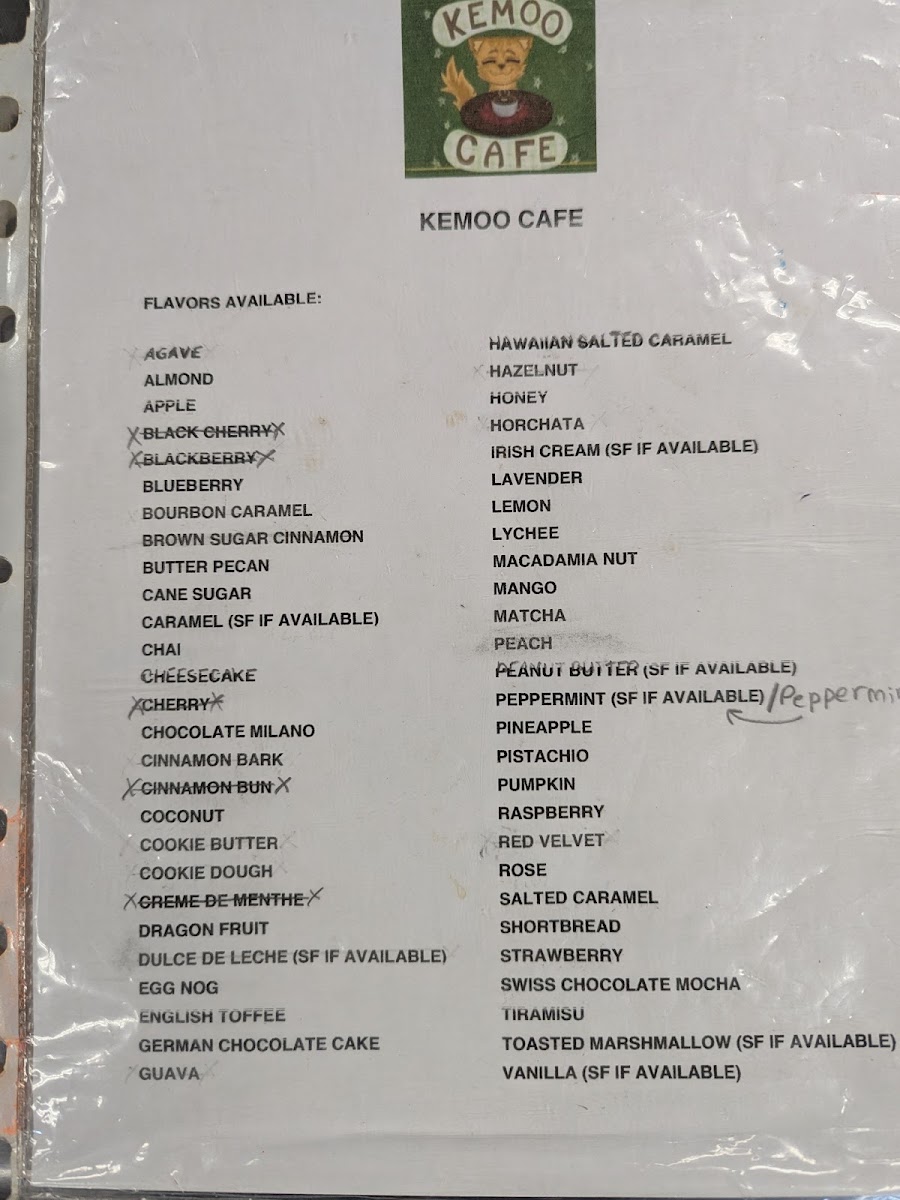 KEMOO
CAFE
KEMOO CAFE
FLAVORS AVAILABLE:
AGAVE
ALMOND
APPLE
BLACK CHERRY
BLACKBERRY
BLUEBERRY
BOURBON CARAMEL
BROWN SUGAR CINNAMON
BUTTER PECAN
CANE SUGAR
CARAMEL (SF IF AVAILABLE)
CHAI
CHEESECAKE
CHERRY
CHOCOLATE MILANO
CINNAMON BARK
CINNAMON BUN
COCONUT
COOKIE BUTTER
COOKIE DOUGH
CREME DE MENTHE
DRAGON FRUIT
DULCE DE LECHE (SF IF AVAILABLE)
EGG NOG
ENGLISH TOFFEE
GERMAN CHOCOLATE CAKE
GUAVA
HAWAIIAN SALTED CARAMEL
HAZELNUT
HONEY
HORCHATA
IRISH CREAM (SF IF AVAILABLE)
LAVENDER
LEMON
LYCHEE
MACADAMIA NUT
MANGO
MATCHA
PEACH
PEANUT BUTTER (SF IF AVAILABLE)
PEPPERMINT (SF IF AVAILABLE)/Peppermi
PINEAPPLE
PISTACHIO
PUMPKIN
RASPBERRY
RED VELVET
ROSE
SALTED CARAMEL
SHORTBREAD
STRAWBERRY
SWISS CHOCOLATE MOCHA
TIRAMISU
TOASTED MARSHMALLOW (SF IF AVAILABLE)
VANILLA (SF IF AVAILABLE)